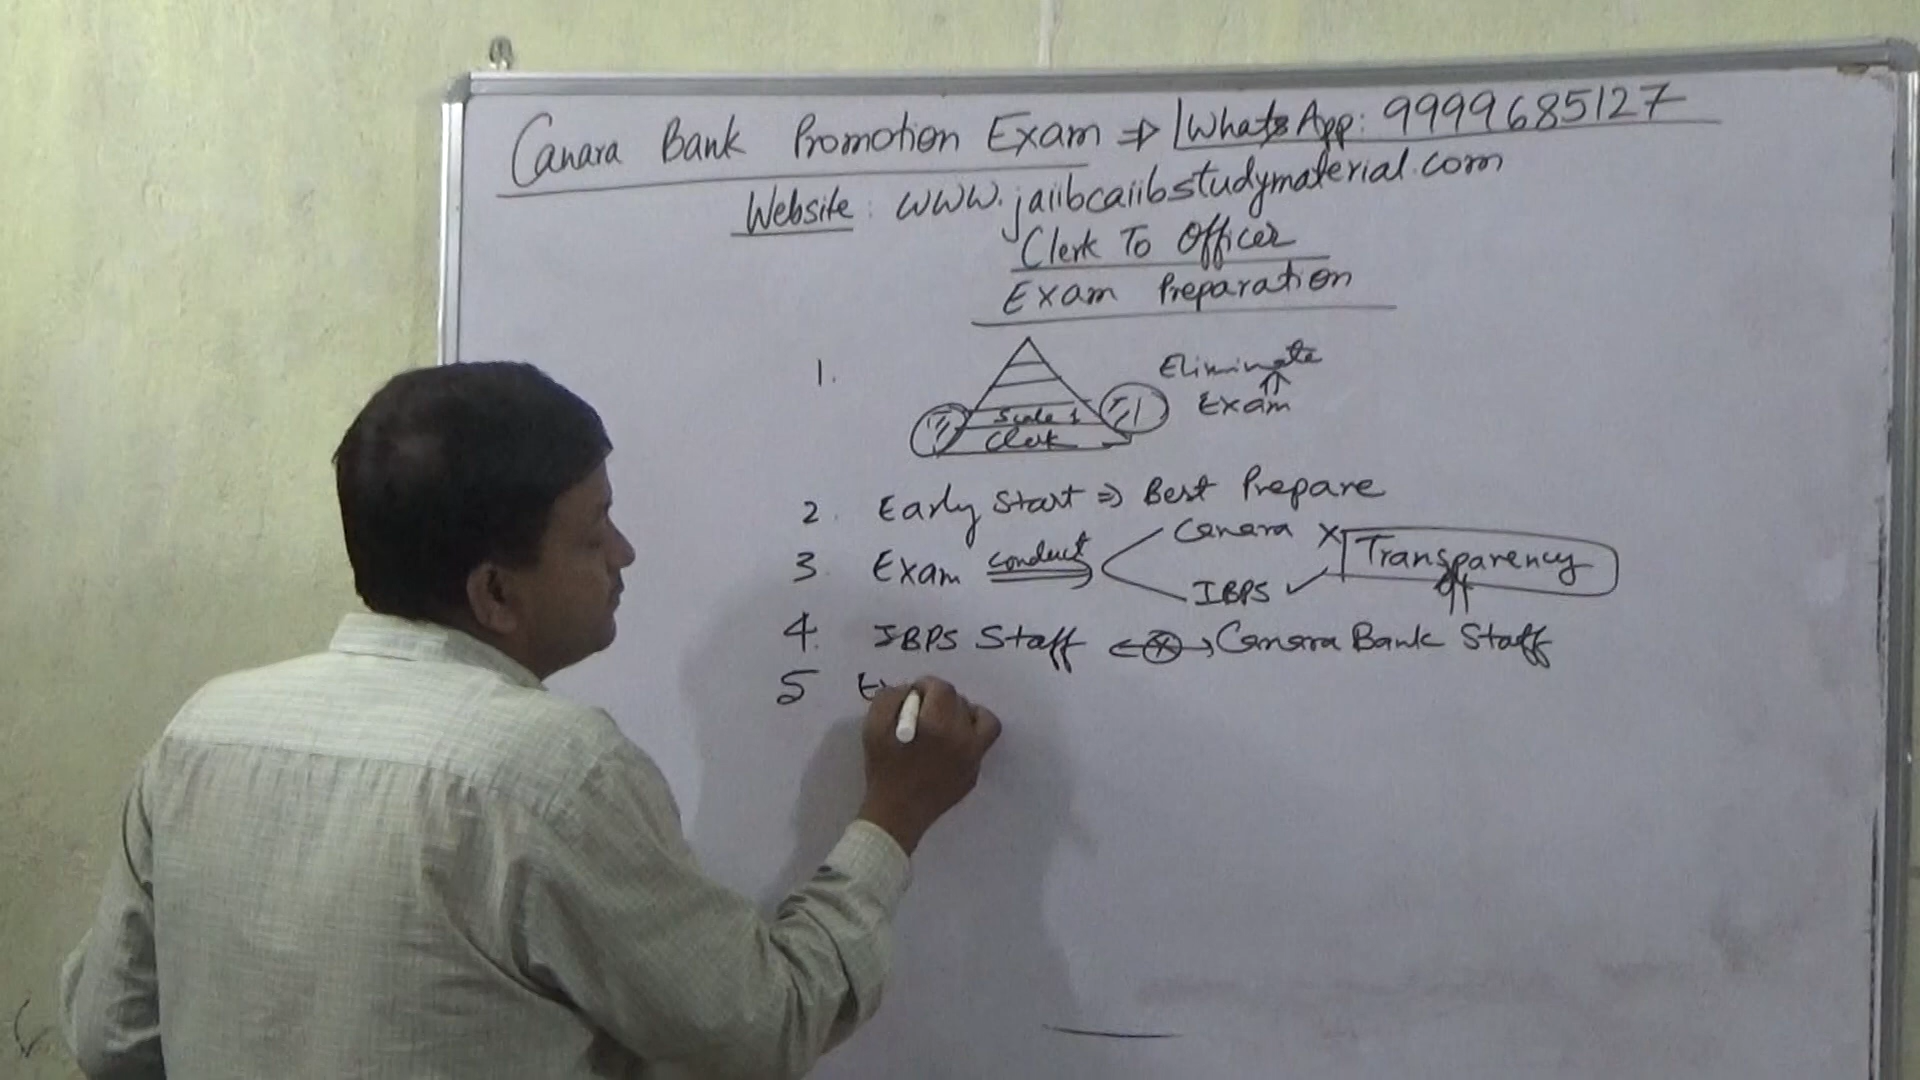 Canara Bank Promotion Exam ⇒ WhatsApp: 9999685127
Website: www.jaiibcaiibstudymaterial.com
Clerk To Officer
Exam Preparation
1.
Eliminate
Exam
Scale 1
Clerk
2. Early Start ⇒ Best Prepare
Canara X
3. Exam conduct
Transparency
IBPS ✓
4. IBPS Staff ←⊗→ Canara Bank Staff
5 Ex